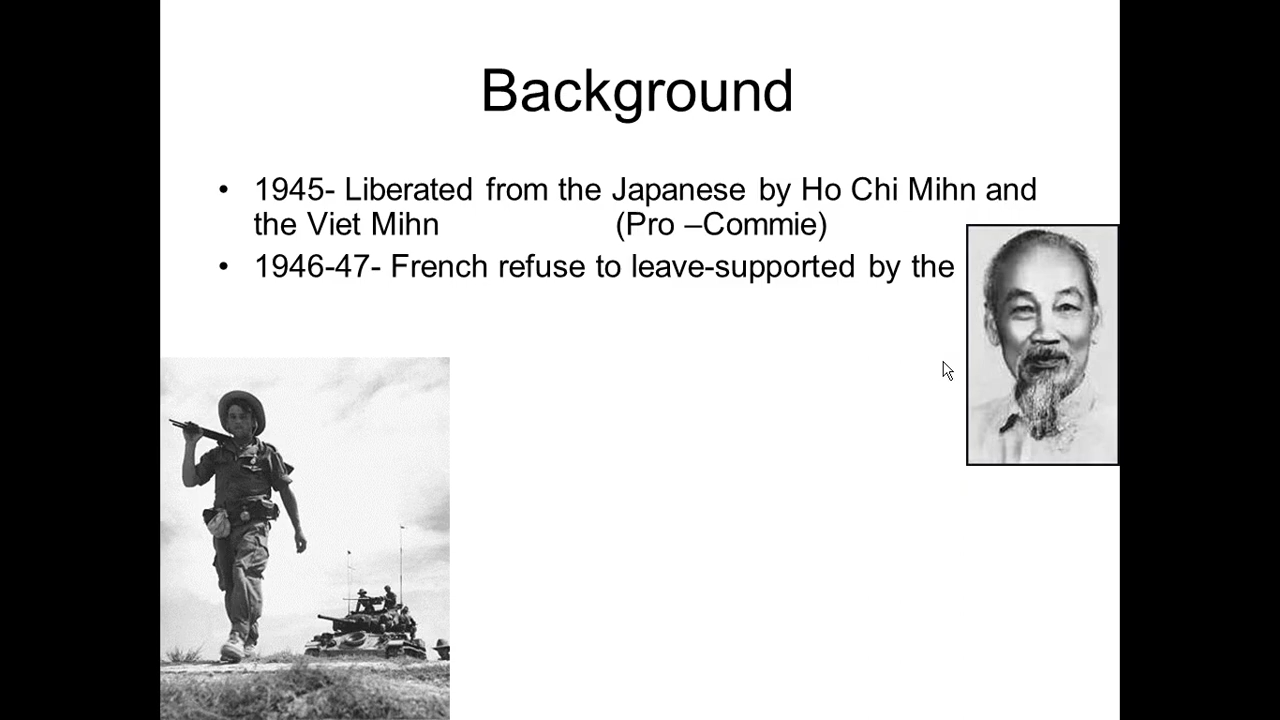 Background
• 1945- Liberated from the Japanese by Ho Chi Mihn and
the Viet Mihn (Pro –Commie)
• 1946-47- French refuse to leave-supported by the